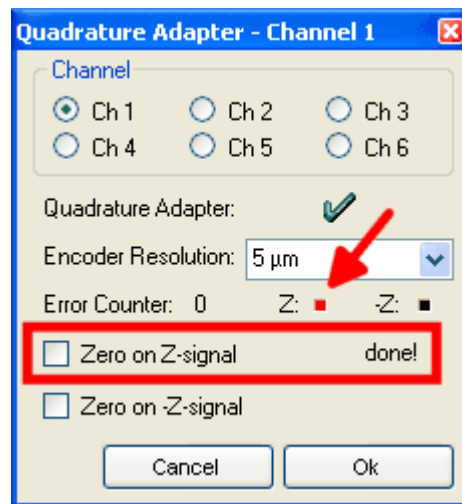 Quadrature Adapter - Channel 1
Channel
Ch 1 Ch 2 Ch 3
Ch 4 Ch 5 Ch 6
Quadrature Adapter:
Encoder Resolution: 5 µm
Error Counter: 0 Z: -Z:
Zero on Z-signal done!
Zero on -Z-signal
Cancel Ok